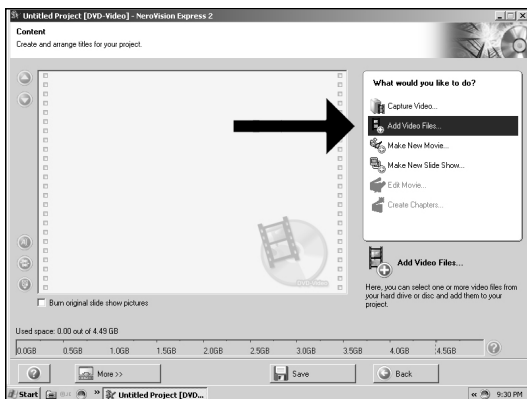 Untitled Project [DVD-Video] - NeroVision Express 2
Content
Create and arrange titles for your project.
What would you like to do?
Capture Video...
Add Video Files...
Make New Movie...
Make New Slide Show...
Edit Movie...
Create Chapters...
DVD-Video
Add Video Files...
Here, you can select one or more video files from
your hard drive or disc and add them to your
project.
Burn original slide show pictures
Used space: 0.00 out of 4.49 GB
0.0GB 0.5GB 1.0GB 1.5GB 2.0GB 2.5GB 3.0GB 3.5GB 4.0GB 4.5GB
More >>
Save
Back
Start
Untitled Project [DVD...
9:30 PM